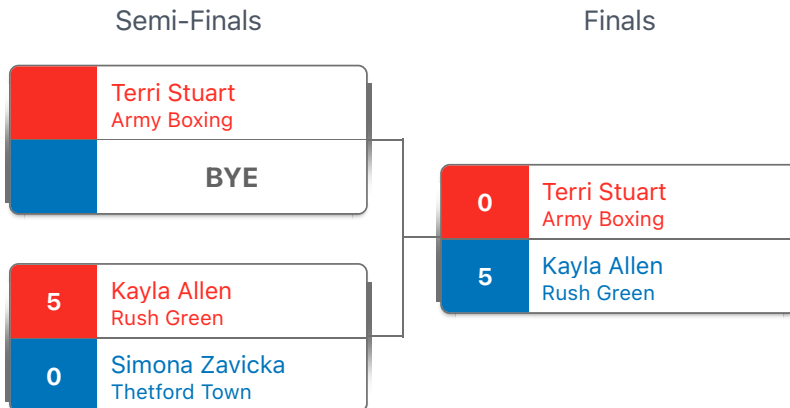 Semi-Finals
Finals
Terri Stuart
Army Boxing
BYE
5
Kayla Allen
Rush Green
0
Simona Zavicka
Thetford Town
0
Terri Stuart
Army Boxing
5
Kayla Allen
Rush Green